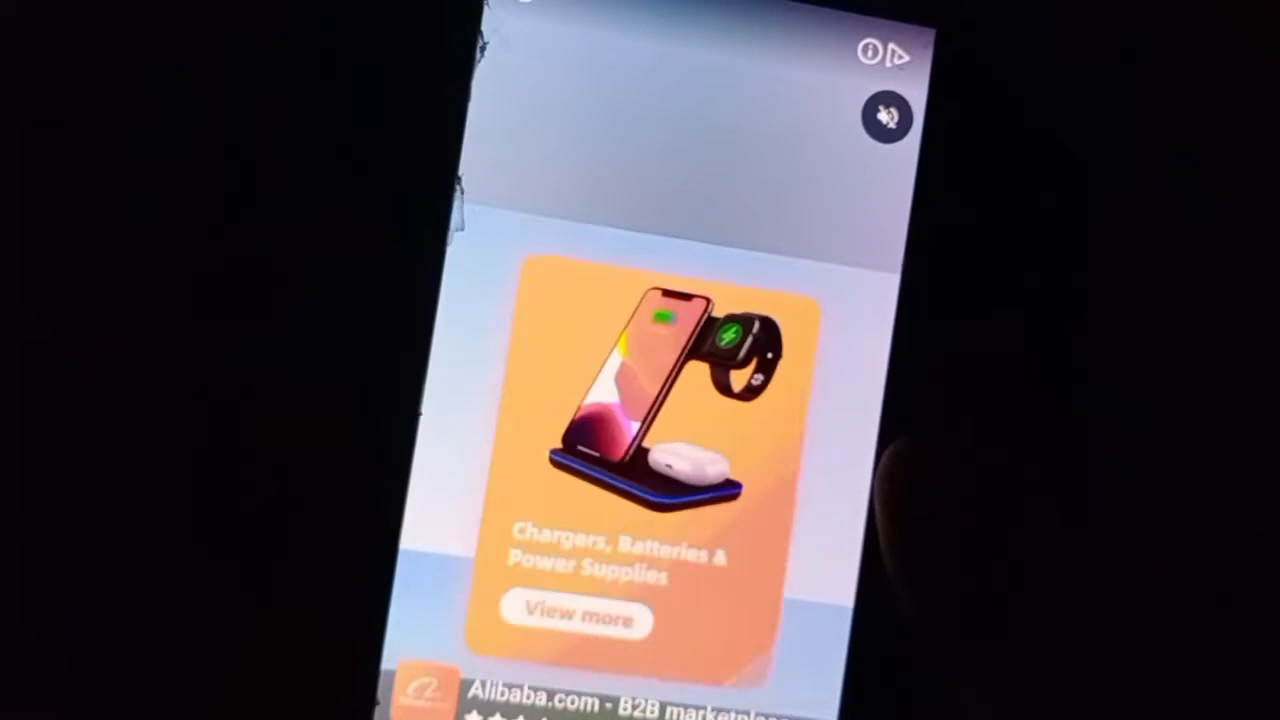 Chargers, Batteries &
Power Supplies
View more
Alibaba.com - B2B marketplace